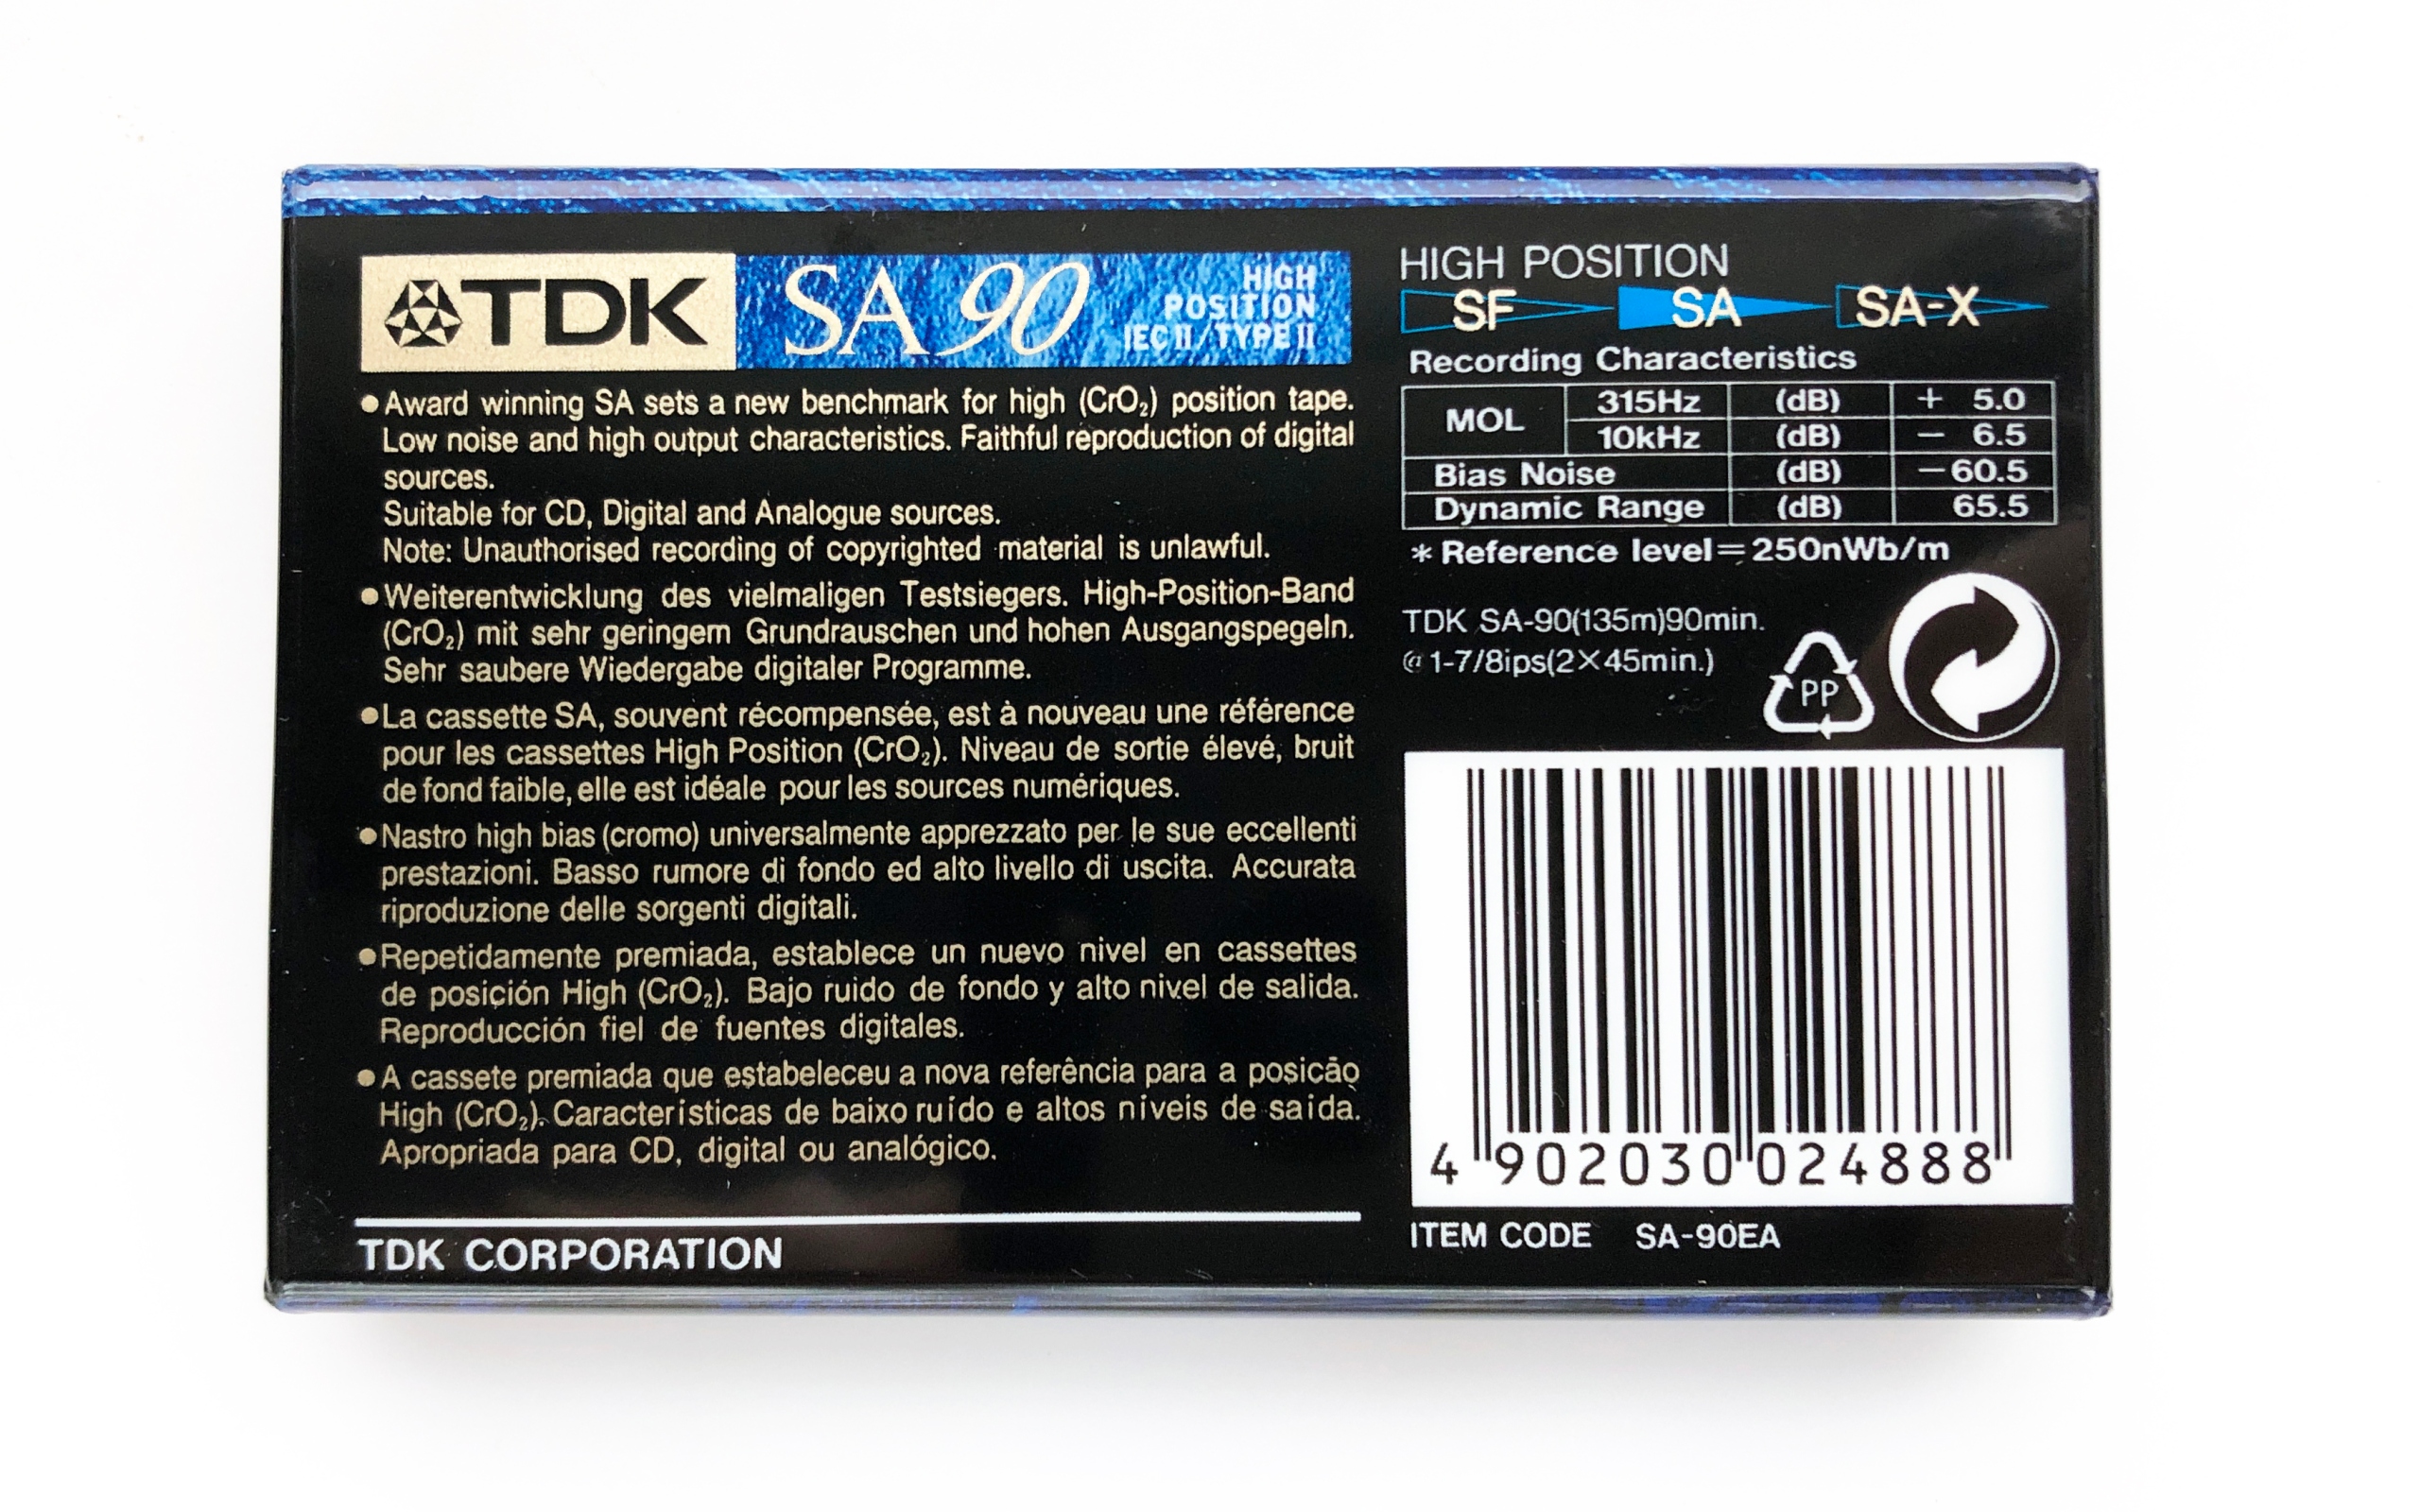 TDK SA 90 HIGH
POSITION
IEC II/TYPE II
●Award winning SA sets a new benchmark for high (CrO₂) position tape.
Low noise and high output characteristics. Faithful reproduction of digital
sources.
Suitable for CD, Digital and Analogue sources.
Note: Unauthorised recording of copyrighted material is unlawful.
●Weiterentwicklung des vielmaligen Testsiegers. High-Position-Band
(CrO₂) mit sehr geringem Grundrauschen und hohen Ausgangspegeln.
Sehr saubere Wiedergabe digitaler Programme.
●La cassette SA, souvent récompensée, est à nouveau une référence
pour les cassettes High Position (CrO₂). Niveau de sortie élevé, bruit
de fond faible, elle est idéale pour les sources numériques.
●Nastro high bias (cromo) universalmente apprezzato per le sue eccellenti
prestazioni. Basso rumore di fondo ed alto livello di uscita. Accurata
riproduzione delle sorgenti digitali.
●Repetidamente premiada, establece un nuevo nivel en cassettes
de posición High (CrO₂). Bajo ruido de fondo y alto nivel de salida.
Reproducción fiel de fuentes digitales.
●A cassete premiada que estabeleceu a nova referência para a posicão
High (CrO₂). Características de baixo ruído e altos níveis de saída.
Apropriada para CD, digital ou analógico.
TDK CORPORATION
HIGH POSITION
SF SA SA-X
Recording Characteristics
MOL 315Hz (dB) + 5.0
10kHz (dB) − 6.5
Bias Noise (dB) −60.5
Dynamic Range (dB) 65.5
*Reference level=250nWb/m
TDK SA-90(135m)90min.
@1-7/8ips(2×45min.)
PP
4 902030 024888
ITEM CODE SA-90EA